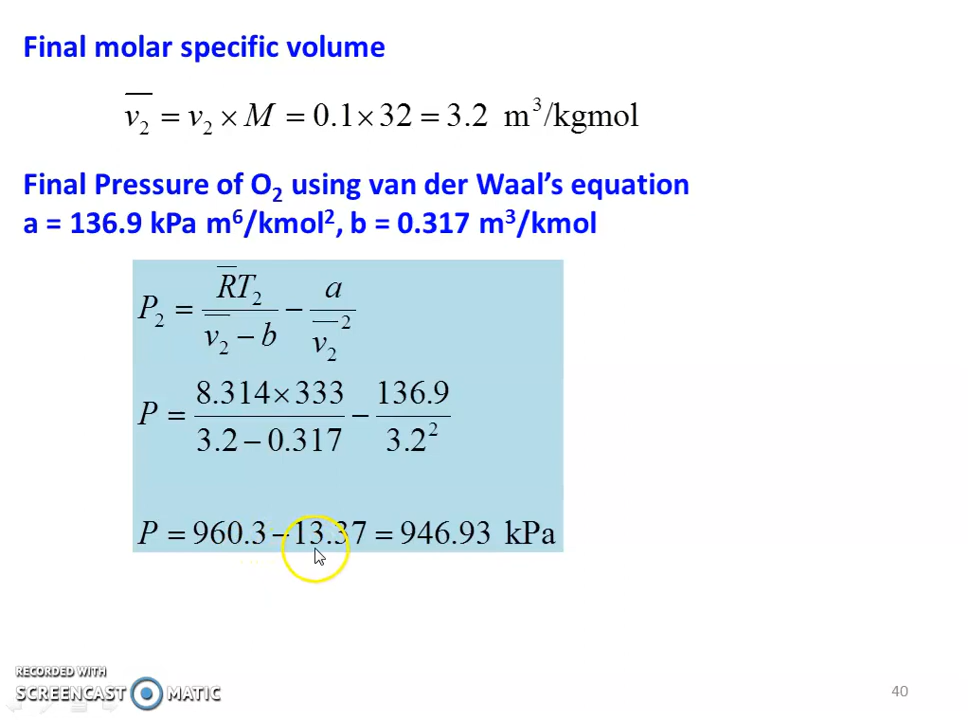 Final molar specific volume
v̅₂ = v₂ × M = 0.1 × 32 = 3.2 m³/kgmol
Final Pressure of O₂ using van der Waal’s equation
a = 136.9 kPa m⁶/kmol², b = 0.317 m³/kmol
P₂ = R̅T₂ / (v̅₂ − b) − a / v̅₂²
P = (8.314 × 333) / (3.2 − 0.317) − 136.9 / 3.2²
P = 960.3 − 13.37 = 946.93 kPa
RECORDED WITH
SCREENCAST MATIC
40